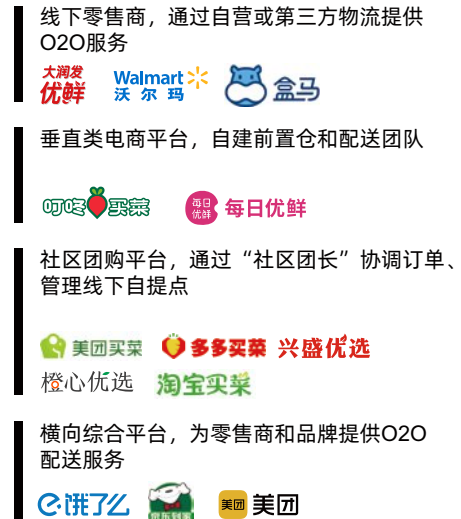 线下零售商，通过自营或第三方物流提供
O2O服务
大润发
优鲜
Walmart
沃尔玛
盒马
垂直类电商平台，自建前置仓和配送团队
叮咚买菜
每日
优鲜
每日优鲜
社区团购平台，通过“社区团长”协调订单、
管理线下自提点
美团买菜
多多买菜
兴盛优选
橙心优选
淘宝买菜
横向综合平台，为零售商和品牌提供O2O
配送服务
饿了么
京东到家
美团
美团